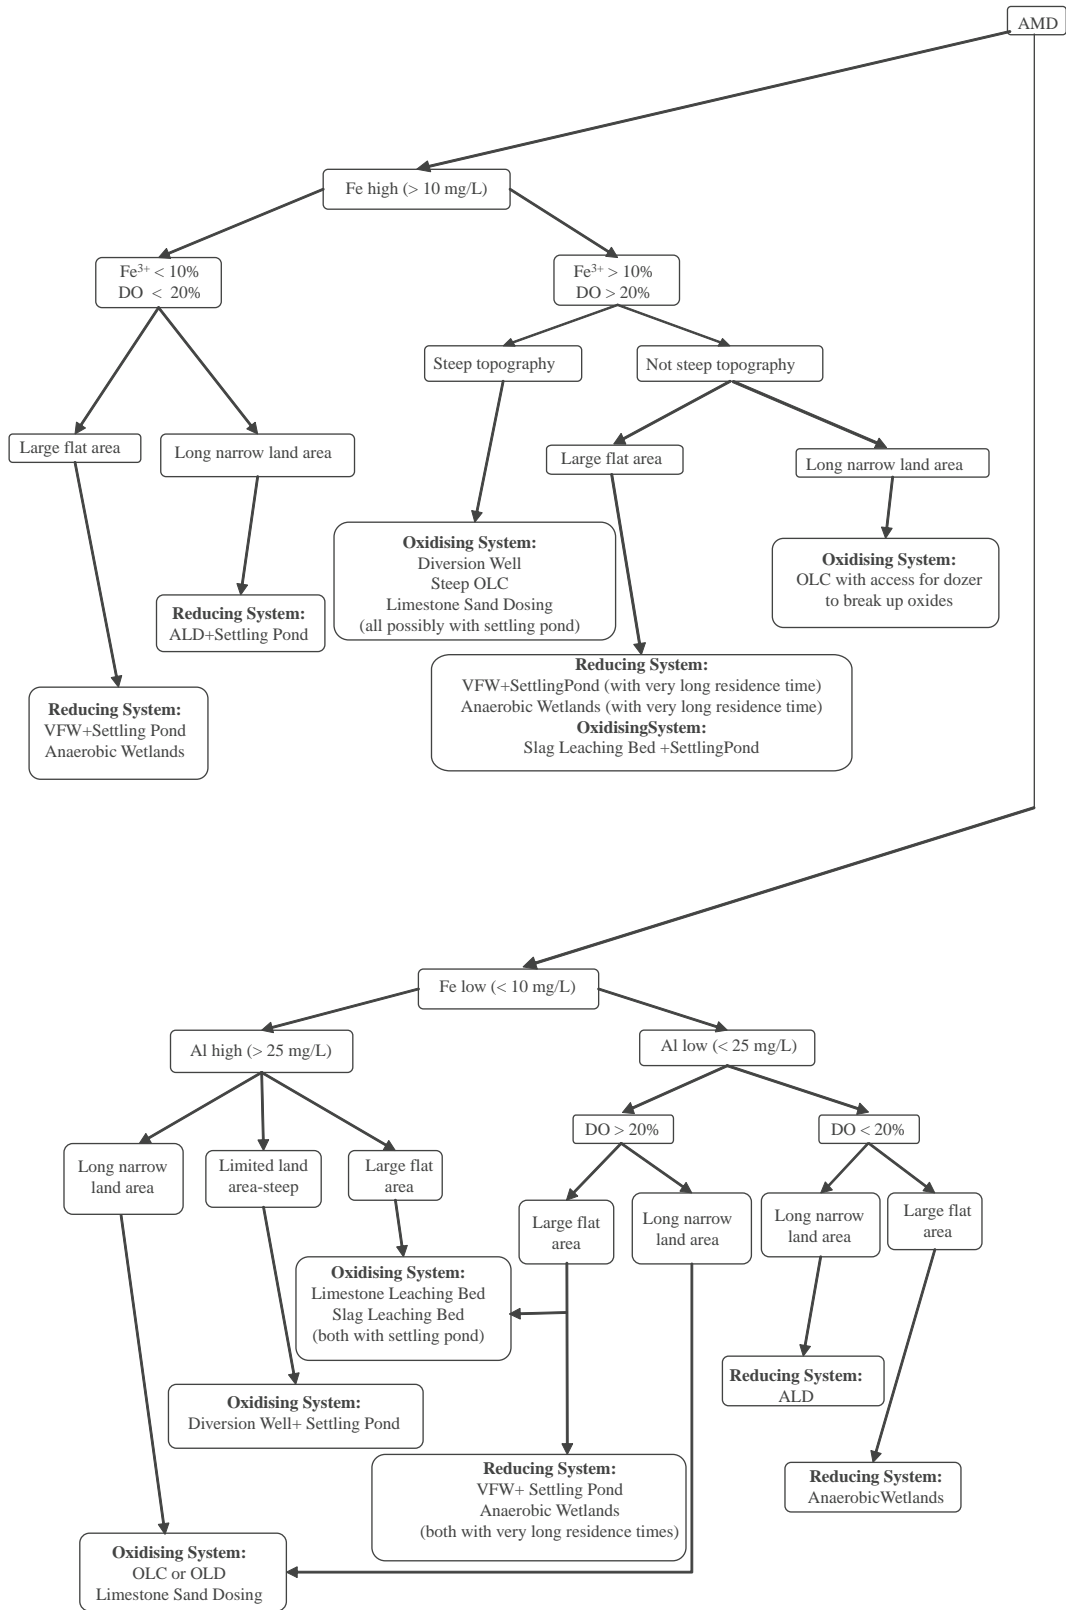 AMD
Fe high (> 10 mg/L)
Fe³⁺ < 10%
DO < 20%
Fe³⁺ > 10%
DO > 20%
Steep topography
Not steep topography
Large flat area
Long narrow land area
Large flat area
Long narrow land area
Oxidising System:
Diversion Well
Steep OLC
Limestone Sand Dosing
(all possibly with settling pond)
Oxidising System:
OLC with access for dozer
to break up oxides
Reducing System:
ALD+Settling Pond
Reducing System:
VFW+SettlingPond (with very long residence time)
Anaerobic Wetlands (with very long residence time)
OxidisingSystem:
Slag Leaching Bed +SettlingPond
Reducing System:
VFW+Settling Pond
Anaerobic Wetlands
Fe low (< 10 mg/L)
Al high (> 25 mg/L)
Al low (< 25 mg/L)
DO > 20%
DO < 20%
Long narrow
land area
Limited land
area-steep
Large flat
area
Large flat
area
Long narrow
land area
Long narrow
land area
Large flat
area
Oxidising System:
Limestone Leaching Bed
Slag Leaching Bed
(both with settling pond)
Reducing System:
ALD
Oxidising System:
Diversion Well+ Settling Pond
Reducing System:
VFW+ Settling Pond
Anaerobic Wetlands
(both with very long residence times)
Reducing System:
AnaerobicWetlands
Oxidising System:
OLC or OLD
Limestone Sand Dosing